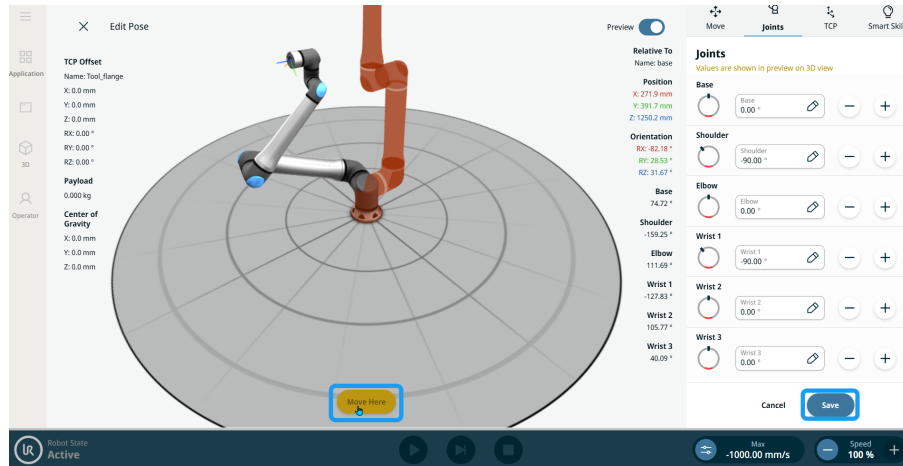 Edit Pose
Preview
Move
Joints
TCP
Smart Skil
Application
3D
Operator
TCP Offset
Name: Tool_flange
X: 0.0 mm
Y: 0.0 mm
Z: 0.0 mm
RX: 0.00 °
RY: 0.00 °
RZ: 0.00 °
Payload
0.000 kg
Center of
Gravity
X: 0.0 mm
Y: 0.0 mm
Z: 0.0 mm
Relative To
Name: base
Position
X: 271.9 mm
Y: 391.7 mm
Z: 1250.2 mm
Orientation
RX: -82.18 °
RY: 28.53 °
RZ: 31.67 °
Base
74.72 °
Shoulder
-159.25 °
Elbow
111.69 °
Wrist 1
-127.83 °
Wrist 2
105.77 °
Wrist 3
40.09 °
Joints
Values are shown in preview on 3D view
Base
Base
0.00 °
Shoulder
Shoulder
-90.00 °
Elbow
Elbow
0.00 °
Wrist 1
Wrist 1
-90.00 °
Wrist 2
Wrist 2
0.00 °
Wrist 3
Wrist 3
0.00 °
Move Here
Cancel
Save
UR
Robot State
Active
Max
-1000.00 mm/s
Speed
100 %